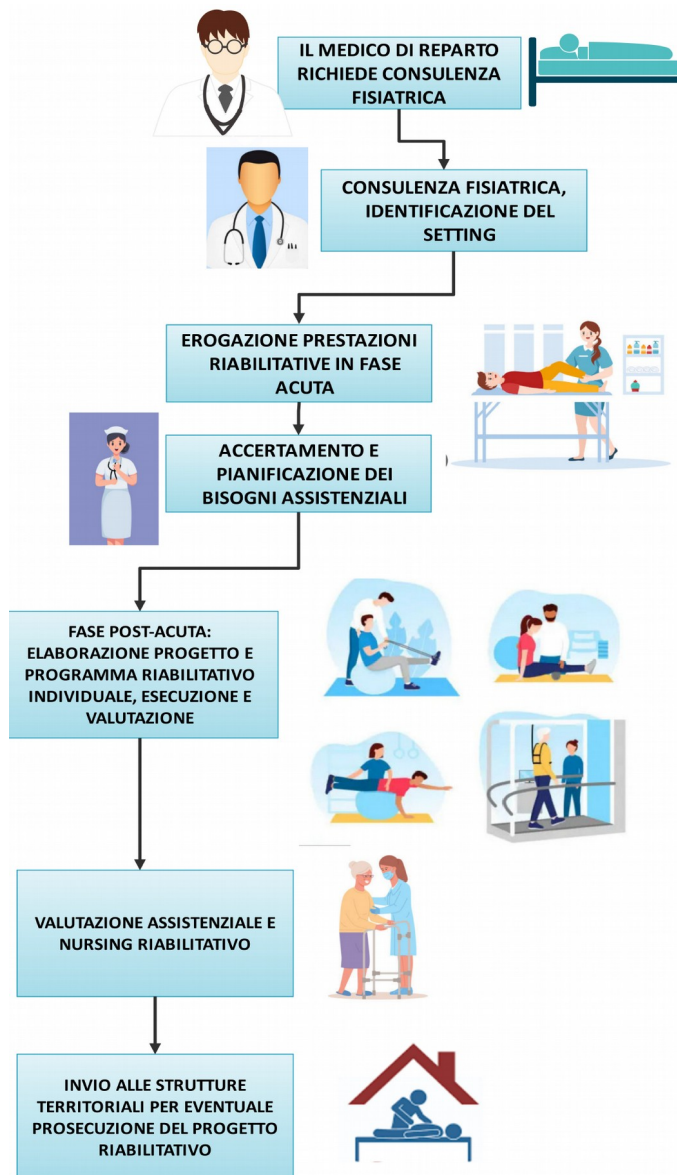 IL MEDICO DI REPARTO
RICHIEDE CONSULENZA
FISIATRICA
CONSULENZA FISIATRICA,
IDENTIFICAZIONE DEL
SETTING
EROGAZIONE PRESTAZIONI
RIABILITATIVE IN FASE
ACUTA
ACCERTAMENTO E
PIANIFICAZIONE DEI
BISOGNI ASSISTENZIALI
FASE POST-ACUTA:
ELABORAZIONE PROGETTO E
PROGRAMMA RIABILITATIVO
INDIVIDUALE, ESECUZIONE E
VALUTAZIONE
VALUTAZIONE ASSISTENZIALE E
NURSING RIABILITATIVO
INVIO ALLE STRUTTURE
TERRITORIALI PER EVENTUALE
PROSECUZIONE DEL PROGETTO
RIABILITATIVO